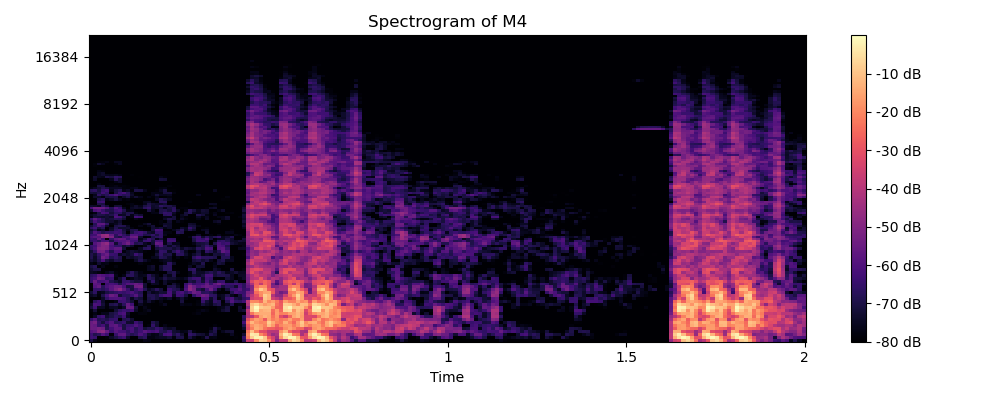 Spectrogram of M4
16384
8192
4096
2048
1024
512
0
Hz
0
0.5
1
1.5
2
Time
-10 dB
-20 dB
-30 dB
-40 dB
-50 dB
-60 dB
-70 dB
-80 dB